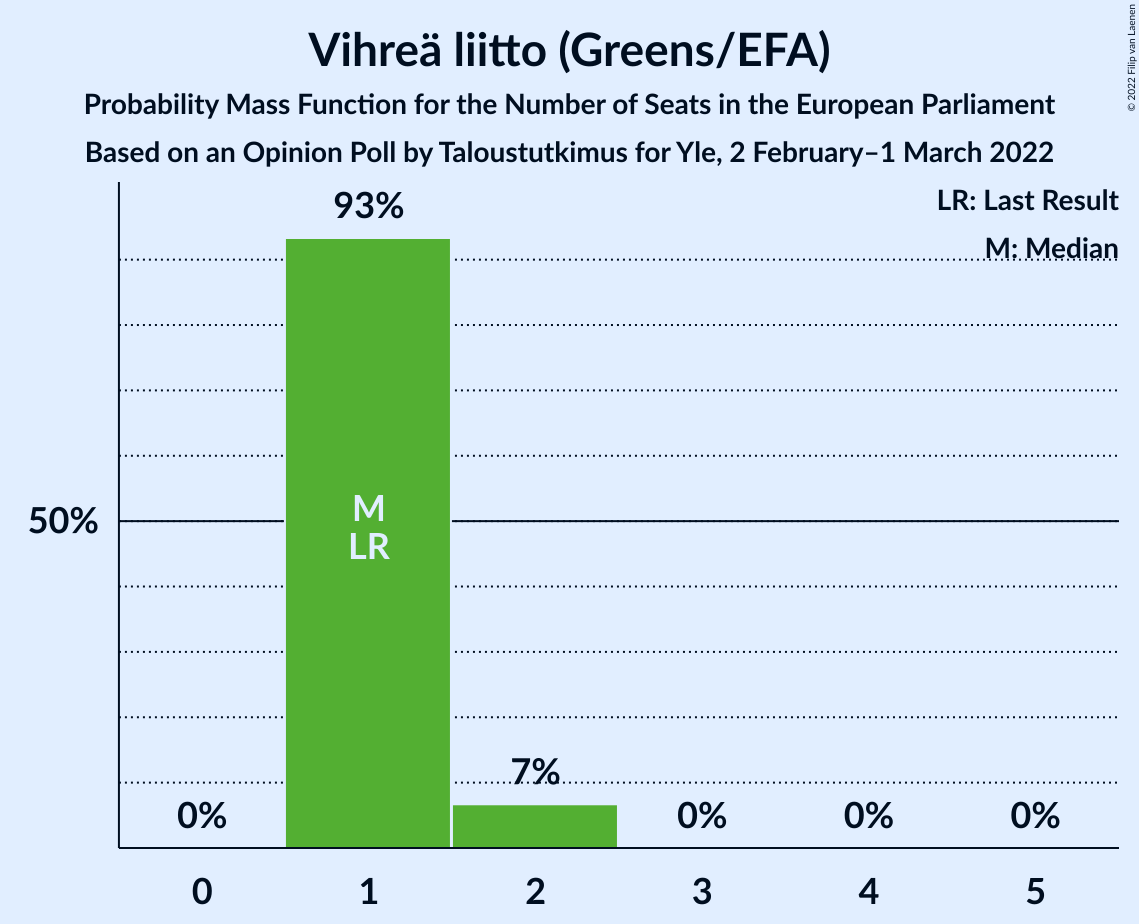 Vihreä liitto (Greens/EFA)
Probability Mass Function for the Number of Seats in the European Parliament
Based on an Opinion Poll by Taloustutkimus for Yle, 2 February–1 March 2022
© 2022 Filip van Laenen
LR: Last Result
M: Median
93%
50%
M
LR
7%
0%
0%
0%
0%
0
1
2
3
4
5